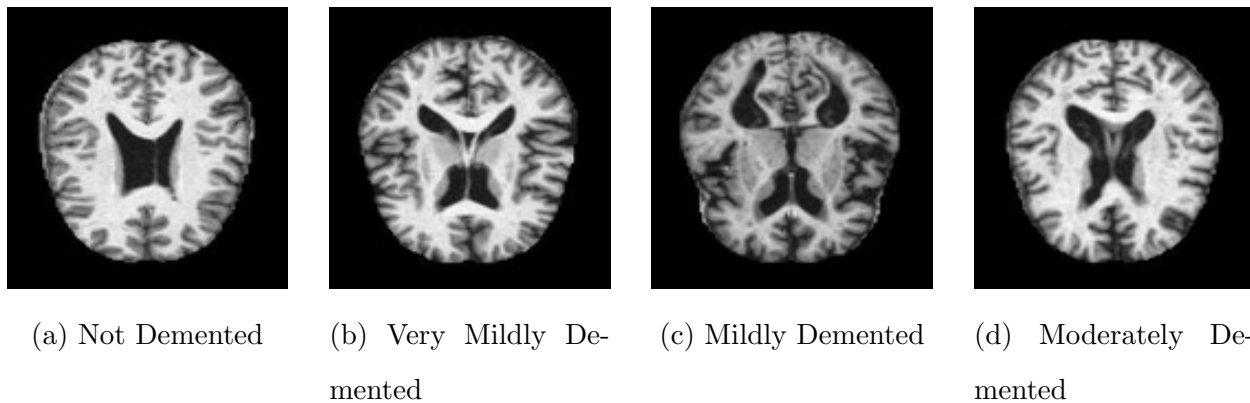 (a) Not Demented
(b) Very Mildly De-
mented
(c) Mildly Demented
(d) Moderately De-
mented